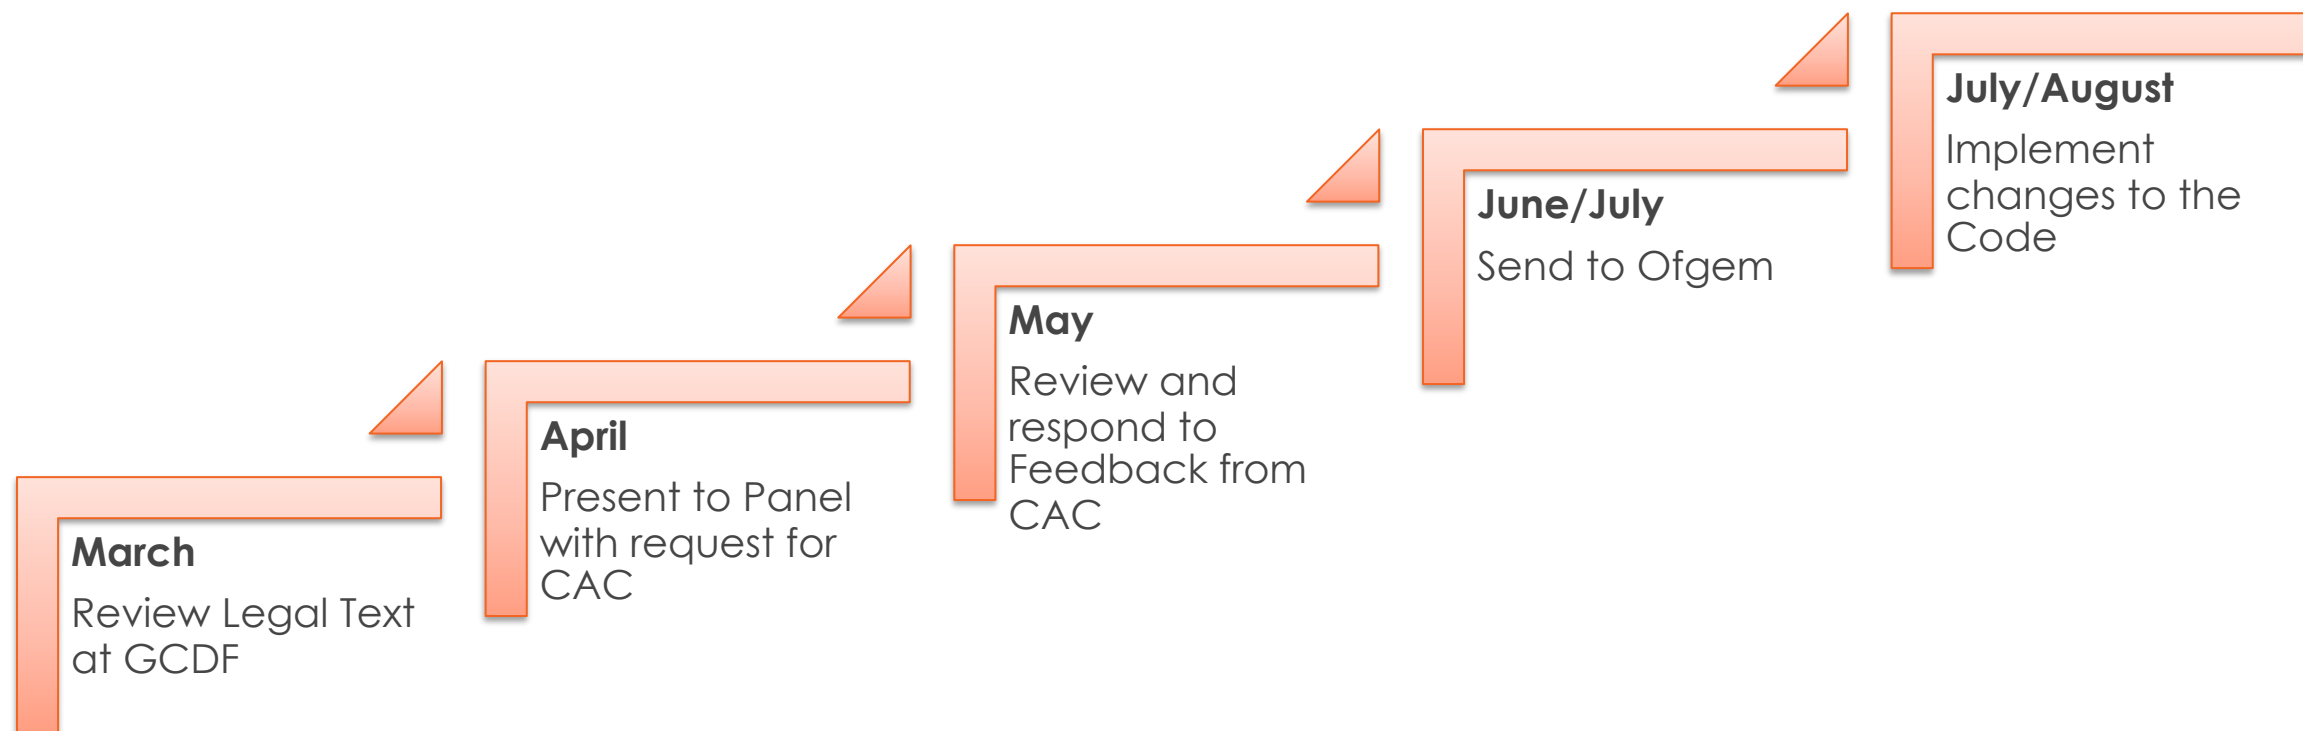 March
Review Legal Text
at GCDF
April
Present to Panel
with request for
CAC
May
Review and
respond to
Feedback from
CAC
June/July
Send to Ofgem
July/August
Implement
changes to the
Code